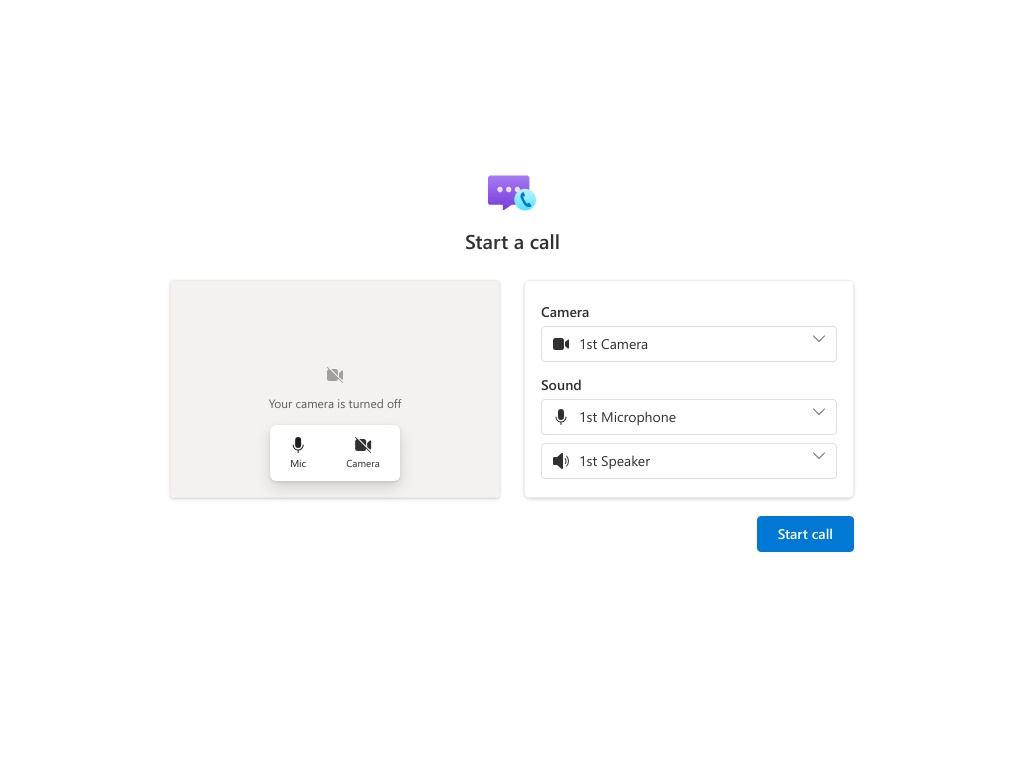 Start a call
Your camera is turned off
Mic
Camera
Camera
1st Camera
Sound
1st Microphone
1st Speaker
Start call